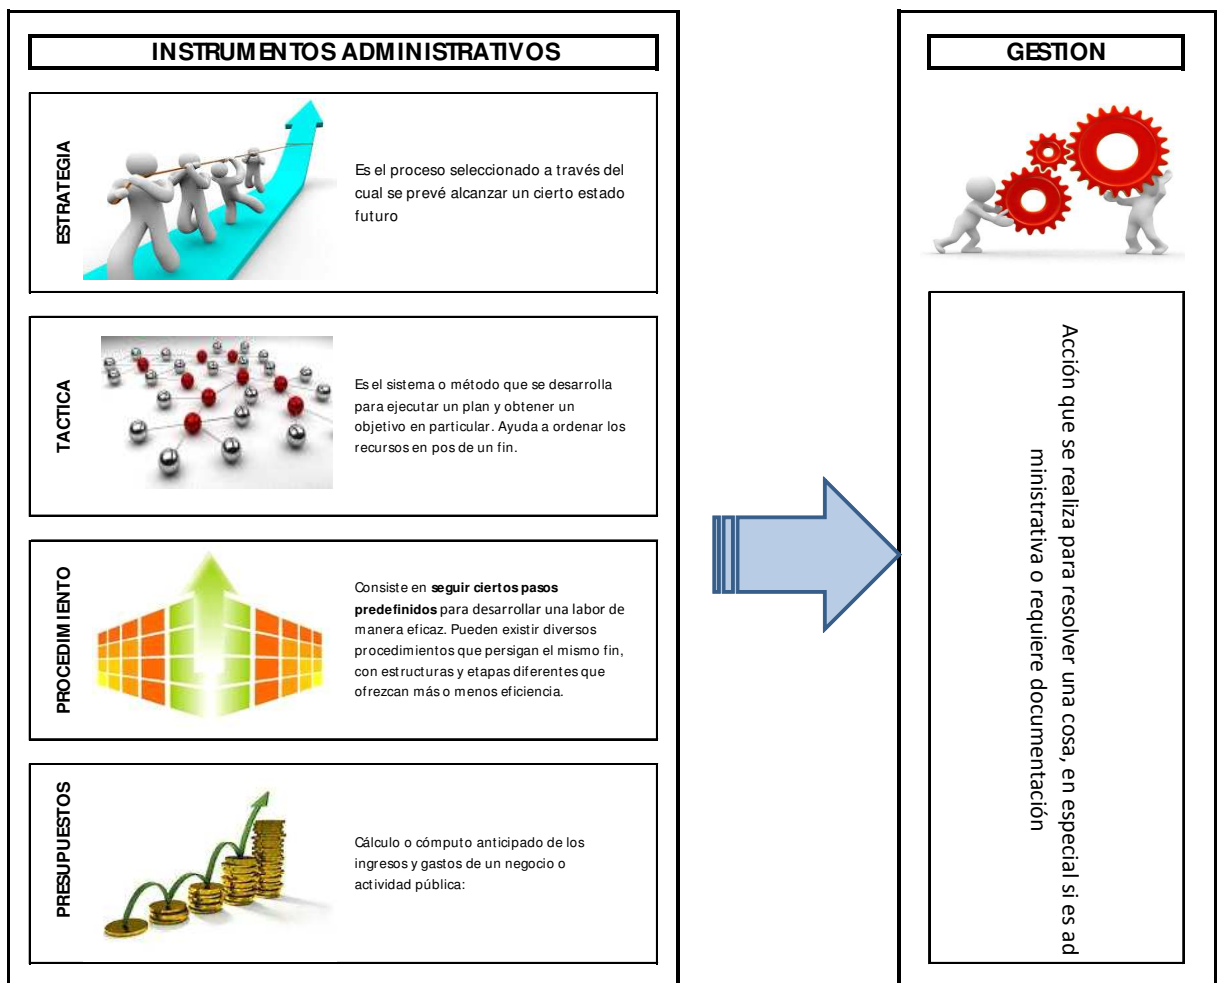 INSTRUMENTOS ADMINISTRATIVOS
ESTRATEGIA
Es el proceso seleccionado a través del
cual se prevé alcanzar un cierto estado
futuro
TACTICA
Es el sistema o método que se desarrolla
para ejecutar un plan y obtener un
objetivo en particular. Ayuda a ordenar los
recursos en pos de un fin.
PROCEDIMIENTO
Consiste en seguir ciertos pasos
predefinidos para desarrollar una labor de
manera eficaz. Pueden existir diversos
procedimientos que persigan el mismo fin,
con estructuras y etapas diferentes que
ofrezcan más o menos eficiencia.
PRESUPUESTOS
Cálculo o cómputo anticipado de los
ingresos y gastos de un negocio o
actividad pública:
GESTION
Acción que se realiza para resolver una cosa, en especial si es ad
ministrativa o requiere documentación